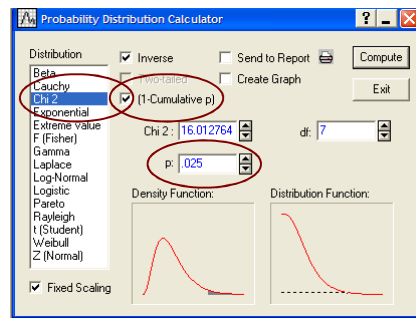 Probability Distribution Calculator
Distribution
Beta
Cauchy
Chi 2
Exponential
Extreme value
F (Fisher)
Gamma
Laplace
Log-Normal
Logistic
Pareto
Rayleigh
t (Student)
Weibull
Z (Normal)
Fixed Scaling
Inverse
Two-tailed
(1-Cumulative p)
Send to Report
Create Graph
Compute
Exit
Chi 2 : 16.012764
df: 7
p: .025
Density Function:
Distribution Function: